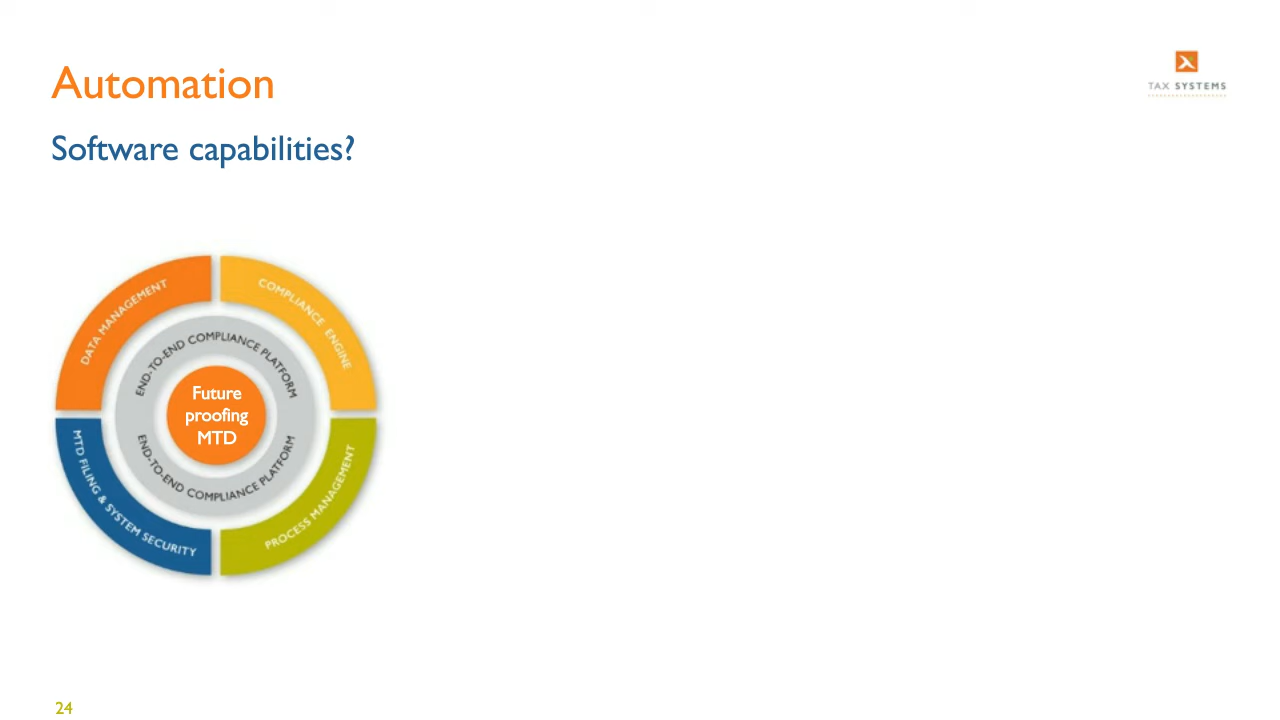 Automation
TAX SYSTEMS
Software capabilities?
DATA MANAGEMENT
COMPLIANCE ENGINE
END-TO-END COMPLIANCE PLATFORM
Future
proofing
MTD
END-TO-END COMPLIANCE PLATFORM
MTD FILING & SYSTEM SECURITY
PROCESS MANAGEMENT
24